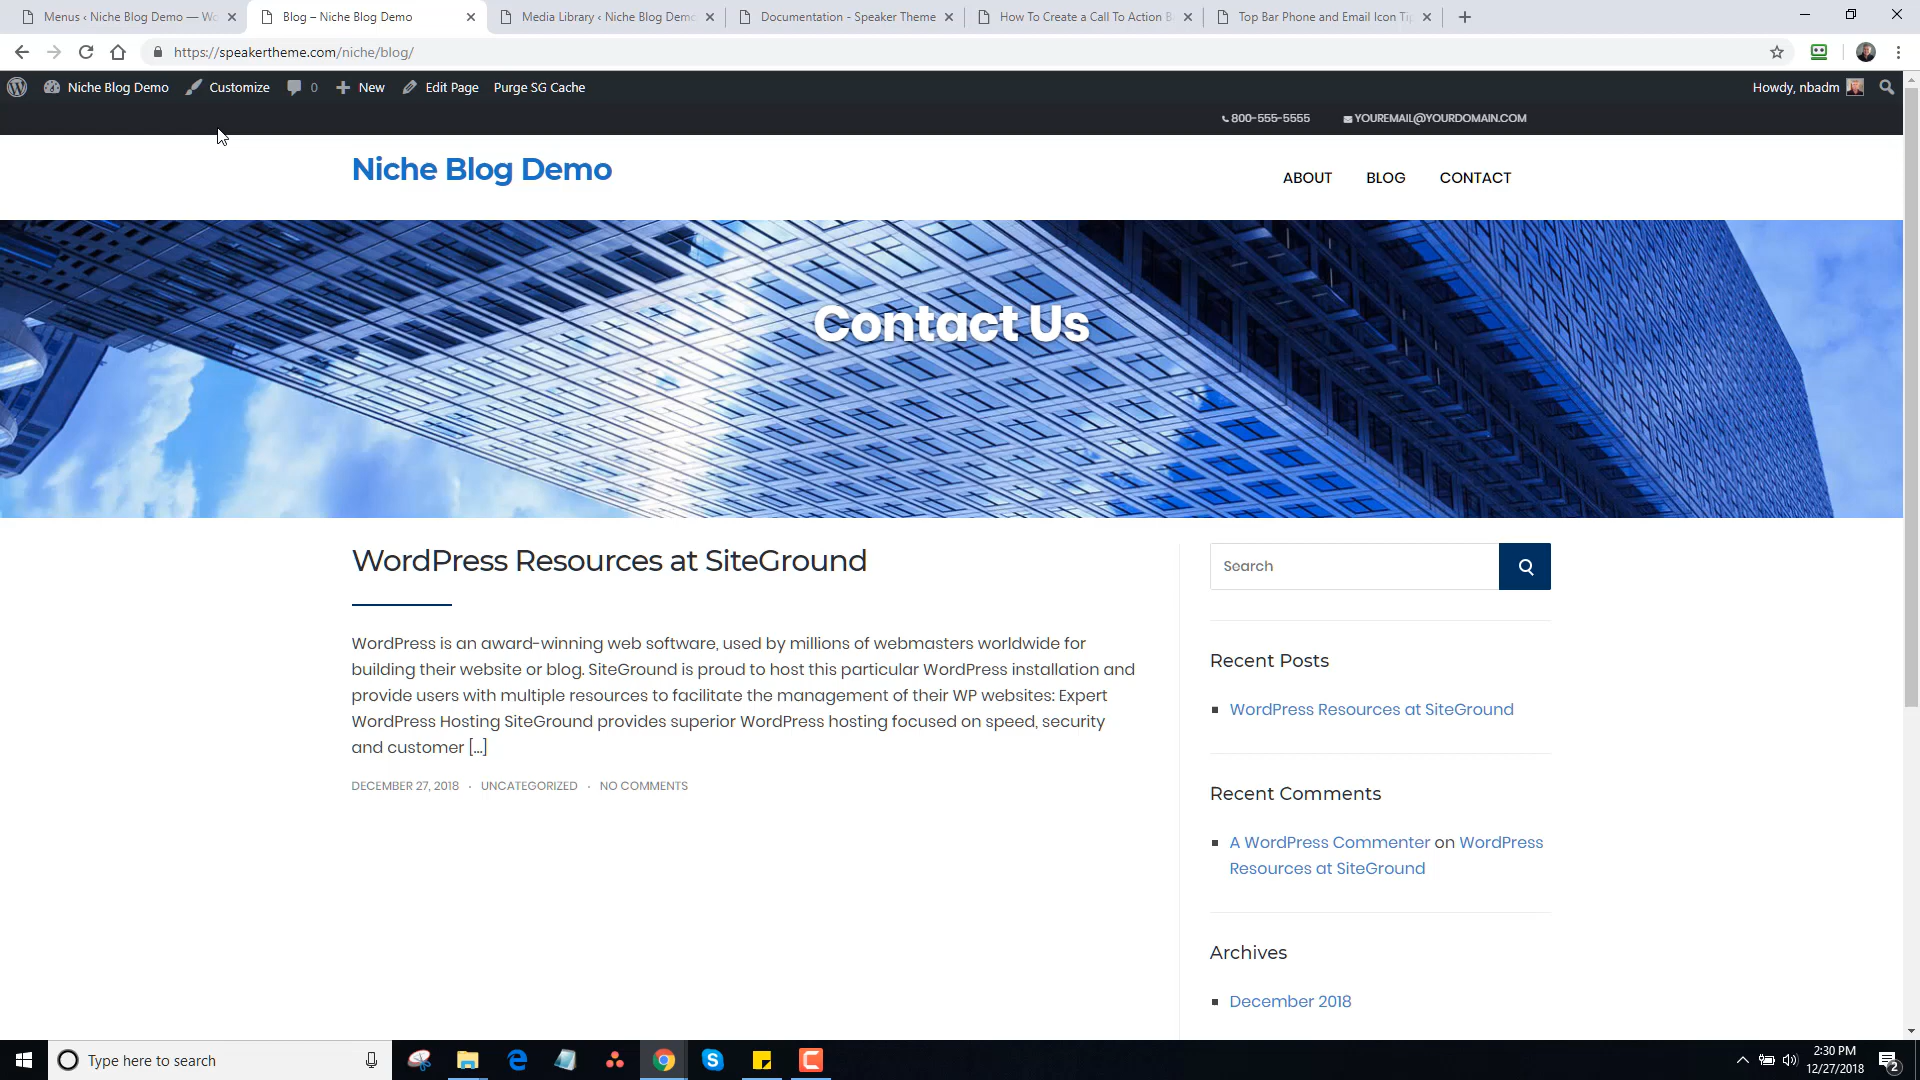 Menus ‹ Niche Blog Demo — Wo
Blog – Niche Blog Demo
Media Library ‹ Niche Blog Demo
Documentation - Speaker Theme
How To Create a Call To Action B
Top Bar Phone and Email Icon Ti
https://speakertheme.com/niche/blog/
Niche Blog Demo
Customize
0
New
Edit Page
Purge SG Cache
Howdy, nbadm
800-555-5555
YOUREMAIL@YOURDOMAIN.COM
Niche Blog Demo
ABOUT
BLOG
CONTACT
Contact Us
WordPress Resources at SiteGround
WordPress is an award-winning web software, used by millions of webmasters worldwide for
building their website or blog. SiteGround is proud to host this particular WordPress installation and
provide users with multiple resources to facilitate the management of their WP websites: Expert
WordPress Hosting SiteGround provides superior WordPress hosting focused on speed, security
and customer [...]
DECEMBER 27, 2018 · UNCATEGORIZED · NO COMMENTS
Search
Recent Posts
WordPress Resources at SiteGround
Recent Comments
A WordPress Commenter on WordPress
Resources at SiteGround
Archives
December 2018
Type here to search
2:30 PM
12/27/2018
2